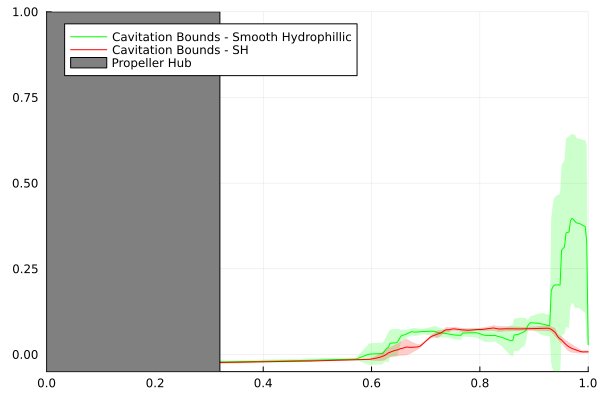 1.00
Cavitation Bounds - Smooth Hydrophillic
Cavitation Bounds - SH
Propeller Hub
0.75
0.50
0.25
0.00
0.0 0.2 0.4 0.6 0.8 1.0